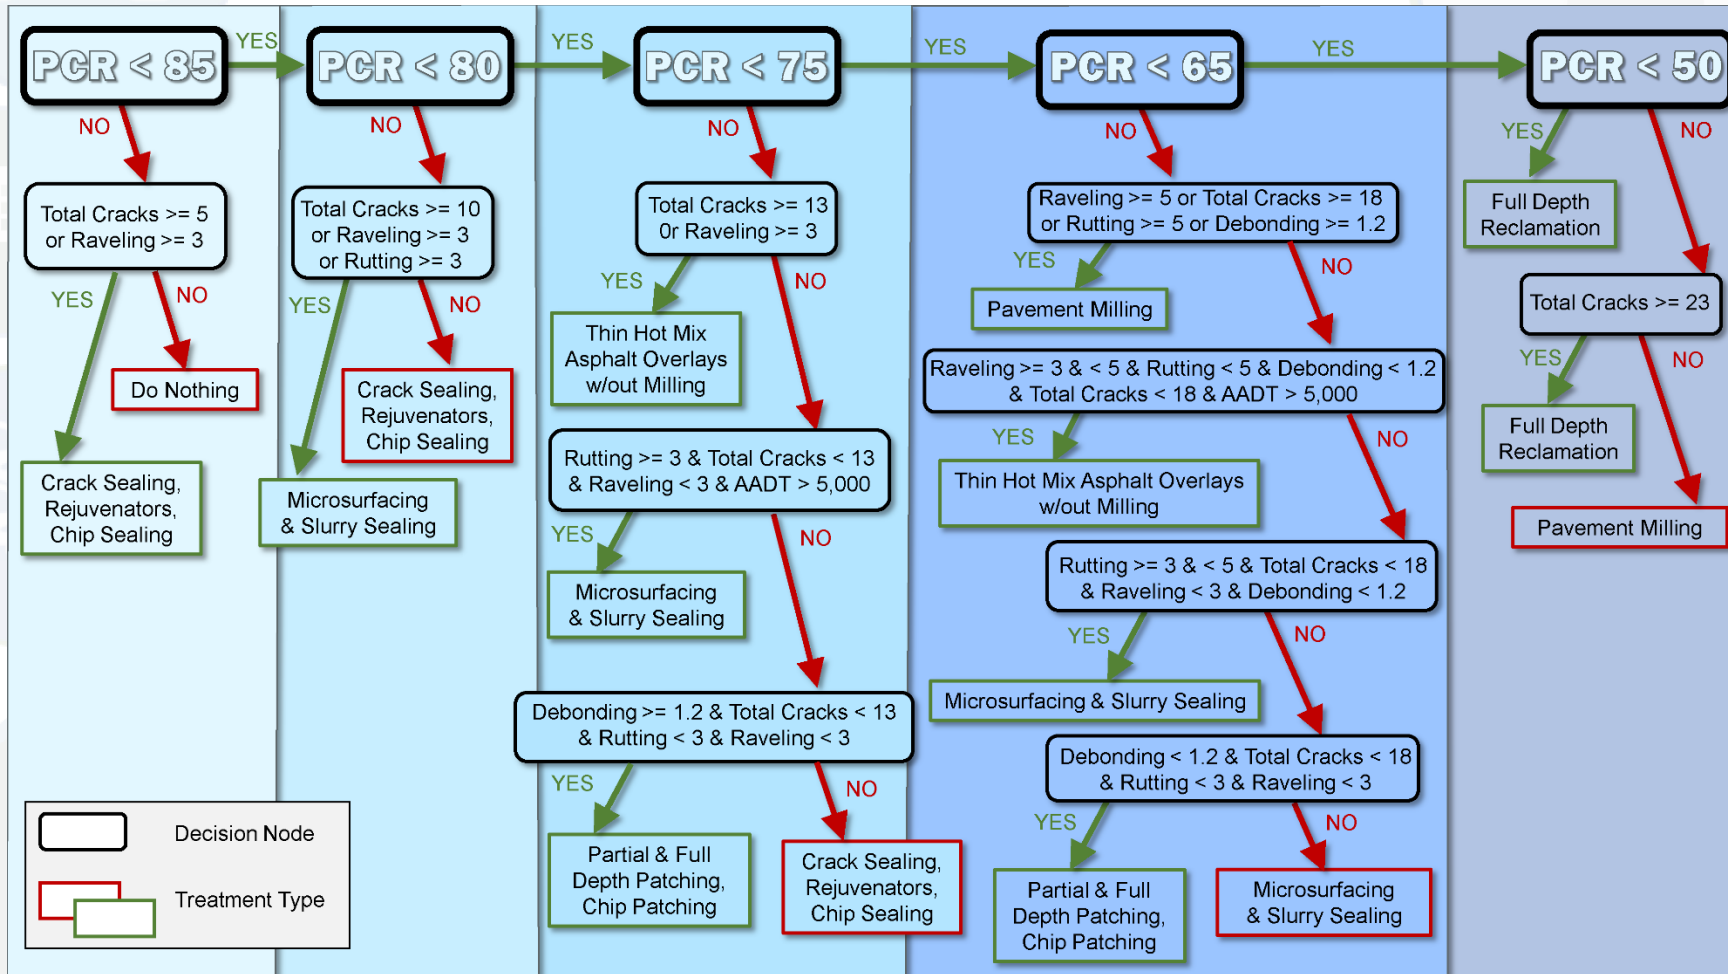 PCR < 85
YES
PCR < 80
YES
PCR < 75
YES
PCR < 65
YES
PCR < 50
NO
Total Cracks >= 5
or Raveling >= 3
YES
NO
Do Nothing
Crack Sealing,
Rejuvenators,
Chip Sealing
NO
Total Cracks >= 10
or Raveling >= 3
or Rutting >= 3
YES
NO
Crack Sealing,
Rejuvenators,
Chip Sealing
Microsurfacing
& Slurry Sealing
NO
Total Cracks >= 13
0r Raveling >= 3
YES
NO
Thin Hot Mix
Asphalt Overlays
w/out Milling
Rutting >= 3 & Total Cracks < 13
& Raveling < 3 & AADT > 5,000
YES
NO
Microsurfacing
& Slurry Sealing
Debonding >= 1.2 & Total Cracks < 13
& Rutting < 3 & Raveling < 3
YES
NO
Partial & Full
Depth Patching,
Chip Patching
Crack Sealing,
Rejuvenators,
Chip Sealing
NO
Raveling >= 5 or Total Cracks >= 18
or Rutting >= 5 or Debonding >= 1.2
YES
NO
Pavement Milling
Raveling >= 3 & < 5 & Rutting < 5 & Debonding < 1.2
& Total Cracks < 18 & AADT > 5,000
YES
NO
Thin Hot Mix Asphalt Overlays
w/out Milling
Rutting >= 3 & < 5 & Total Cracks < 18
& Raveling < 3 & Debonding < 1.2
YES
NO
Microsurfacing & Slurry Sealing
Debonding < 1.2 & Total Cracks < 18
& Rutting < 3 & Raveling < 3
YES
NO
Partial & Full
Depth Patching,
Chip Patching
Microsurfacing
& Slurry Sealing
YES
NO
Full Depth
Reclamation
Total Cracks >= 23
YES
NO
Full Depth
Reclamation
Pavement Milling
Decision Node
Treatment Type